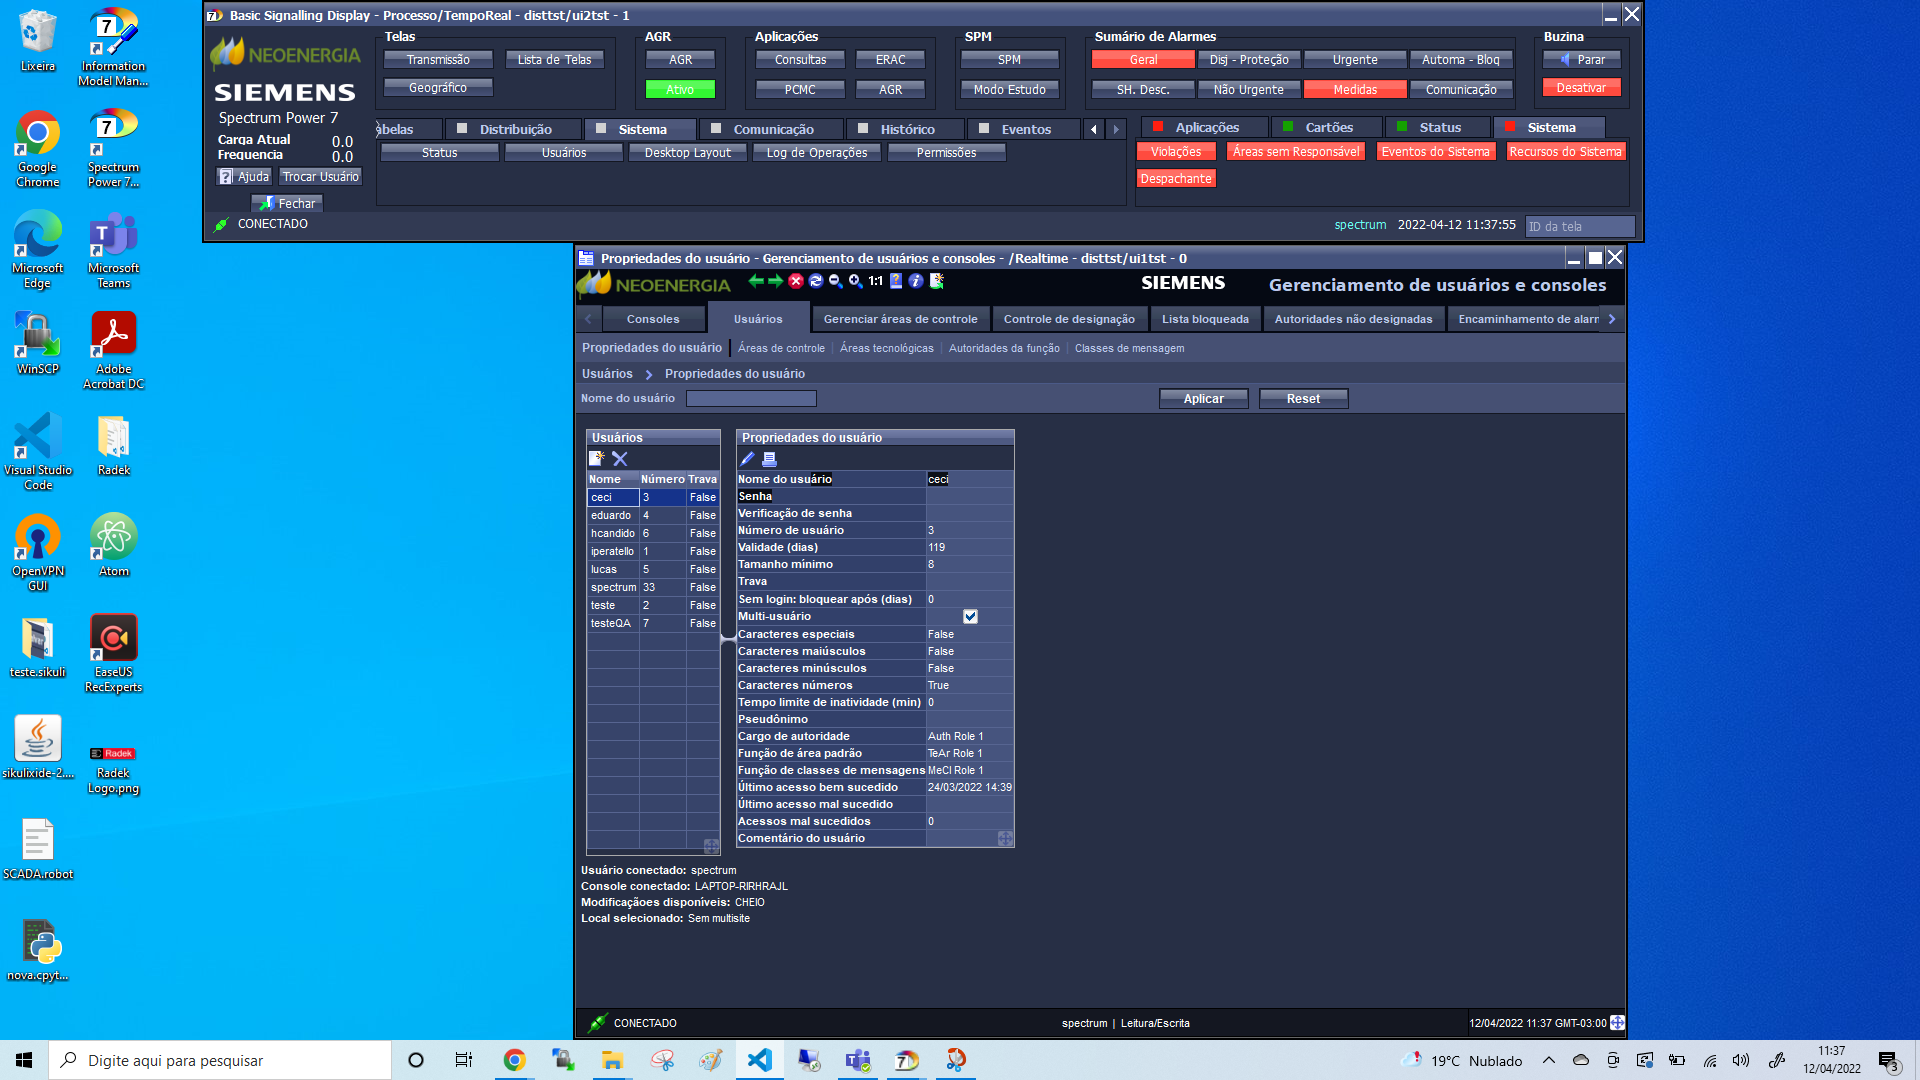 Lixeira
Information Model Man...
Google Chrome
Spectrum Power 7...
Microsoft Edge
Microsoft Teams
WinSCP
Adobe Acrobat DC
Visual Studio Code
Radek
OpenVPN GUI
Atom
teste.sikuli
EaseUS RecExperts
sikulixide-2....
Radek Logo.png
SCADA.robot
nova.cpyt...
Basic Signalling Display - Processo/TempoReal - disttst/ui2tst - 1
NEOENERGIA
SIEMENS
Spectrum Power 7
Carga Atual 0.0
Frequencia 0.0
Ajuda
Trocar Usuário
Fechar
CONECTADO
Telas
Transmissão
Lista de Telas
Geográfico
AGR
AGR
Ativo
Aplicações
Consultas
ERAC
PCMC
AGR
SPM
SPM
Modo Estudo
Sumário de Alarmes
Geral
Disj - Proteção
Urgente
Automa - Bloq
SH. Desc.
Não Urgente
Medidas
Comunicação
Buzina
Parar
Desativar
abelas
Distribuição
Sistema
Comunicação
Histórico
Eventos
Status
Usuários
Desktop Layout
Log de Operações
Permissões
Aplicações
Cartões
Status
Sistema
Violações
Áreas sem Responsável
Eventos do Sistema
Recursos do Sistema
Despachante
spectrum 2022-04-12 11:37:55 ID da tela
Propriedades do usuário - Gerenciamento de usuários e consoles - /Realtime - disttst/ui1tst - 0
NEOENERGIA
1:1
SIEMENS
Gerenciamento de usuários e consoles
Consoles
Usuários
Gerenciar áreas de controle
Controle de designação
Lista bloqueada
Autoridades não designadas
Encaminhamento de alarn
Propriedades do usuário
Áreas de controle
Áreas tecnológicas
Autoridades da função
Classes de mensagem
Usuários > Propriedades do usuário
Nome do usuário
Aplicar
Reset
Usuários
Nome Número Trava
ceci 3 False
eduardo 4 False
hcandido 6 False
iperatello 1 False
lucas 5 False
spectrum 33 False
teste 2 False
testeQA 7 False
Propriedades do usuário
Nome do usuário ceci
Senha
Verificação de senha
Número de usuário 3
Validade (dias) 119
Tamanho mínimo 8
Trava
Sem login: bloquear após (dias) 0
Multi-usuário
Caracteres especiais False
Caracteres maiúsculos False
Caracteres minúsculos False
Caracteres números True
Tempo limite de inatividade (min) 0
Pseudônimo
Cargo de autoridade Auth Role 1
Função de área padrão TeAr Role 1
Função de classes de mensagens MeCl Role 1
Último acesso bem sucedido 24/03/2022 14:39
Último acesso mal sucedido
Acessos mal sucedidos 0
Comentário do usuário
Usuário conectado: spectrum
Console conectado: LAPTOP-RIRHRAJL
Modificaçãoes disponíveis: CHEIO
Local selecionado: Sem multisite
CONECTADO
spectrum | Leitura/Escrita
12/04/2022 11:37 GMT-03:00
Digite aqui para pesquisar
19°C Nublado
11:37
12/04/2022
3